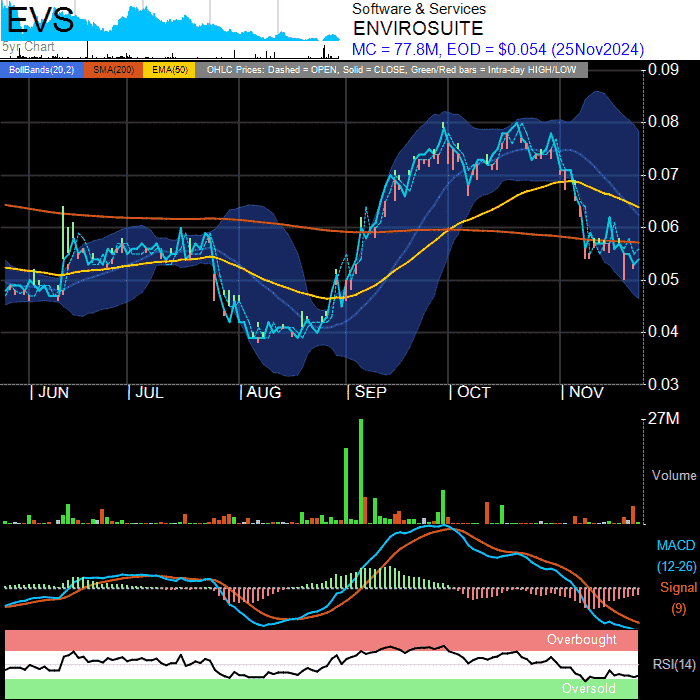 EVS
5yr Chart
Software & Services
ENVIROSUITE
MC = 77.8M, EOD = $0.054 (25Nov2024)
BollBands(20,2) SMA(200) EMA(50) OHLC Prices: Dashed = OPEN, Solid = CLOSE, Green/Red bars = Intra-day HIGH/LOW
0.09
0.08
0.07
0.06
0.05
0.04
0.03
| JUN | JUL | AUG | SEP | OCT | NOV
27M
Volume
MACD
(12-26)
Signal
(9)
Overbought
RSI(14)
Oversold